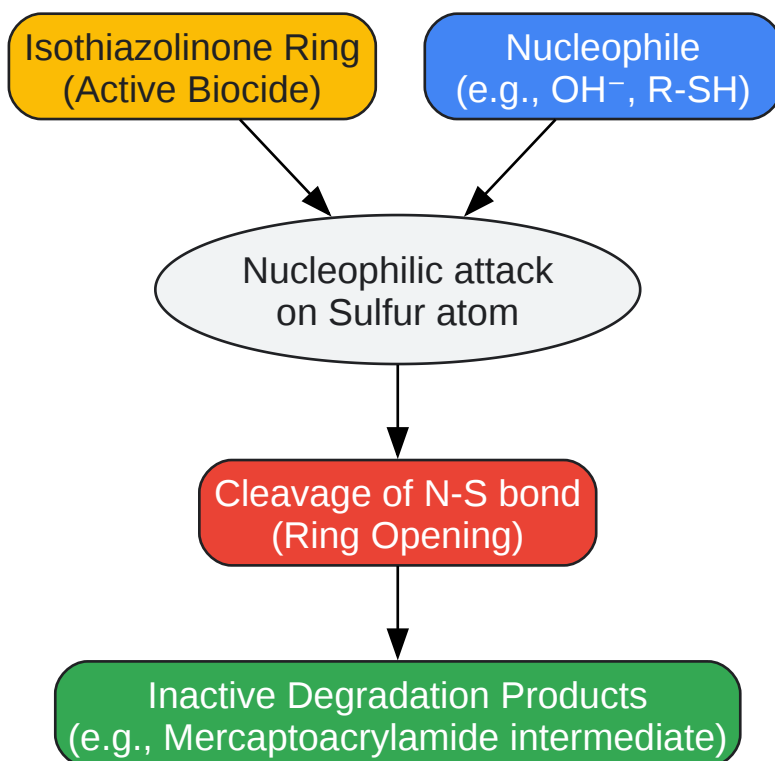 Isothiazolinone Ring
(Active Biocide)
Nucleophile
(e.g., OH⁻, R-SH)
Nucleophilic attack
on Sulfur atom
Cleavage of N-S bond
(Ring Opening)
Inactive Degradation Products
(e.g., Mercaptoacrylamide intermediate)